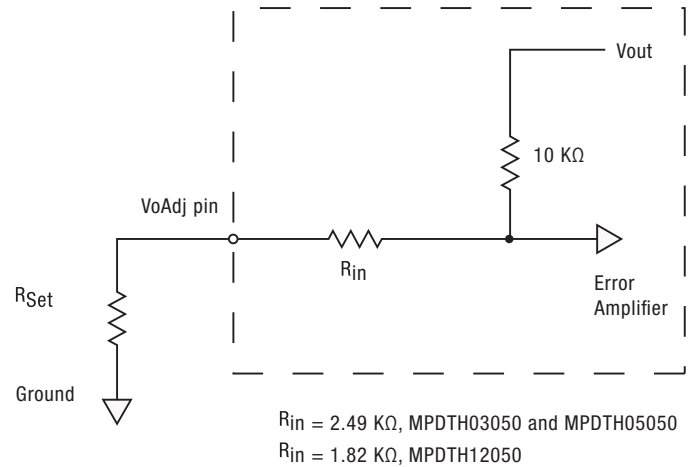 Vout
10 KΩ
VoAdj pin
Rin
RSet
Error
Amplifier
Ground
Rin = 2.49 KΩ, MPDTH03050 and MPDTH05050
Rin = 1.82 KΩ, MPDTH12050